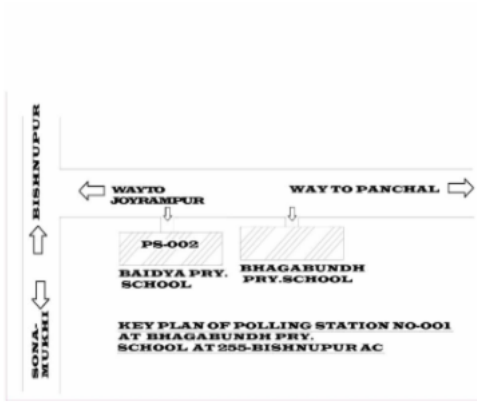 BISHNUPUR
WAYTO
JOYRAMPUR
WAY TO PANCHAL
PS-002
BAIDYA PRY.
SCHOOL
BHAGABUNDH
PRY.SCHOOL
SONA-
MUKHI
KEY PLAN OF POLLING STATION NO-001
AT BHAGABUNDH PRY.
SCHOOL AT 255-BISHNUPUR AC